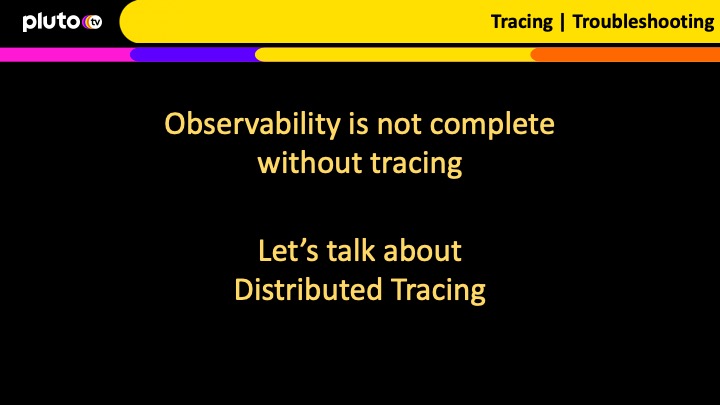 pluto tv
Tracing | Troubleshooting
Observability is not complete
without tracing
Let’s talk about
Distributed Tracing